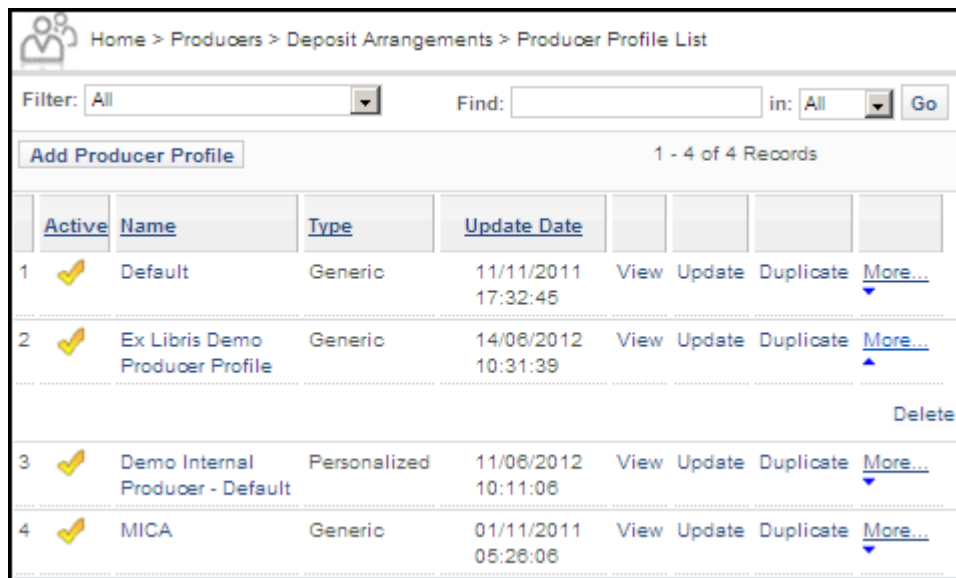 Home > Producers > Deposit Arrangements > Producer Profile List
Filter: All Find: in: All Go
Add Producer Profile 1 - 4 of 4 Records
Active Name Type Update Date
1 Default Generic 11/11/2011 View Update Duplicate More...
17:32:45
2 Ex Libris Demo Generic 14/06/2012 View Update Duplicate More...
Producer Profile 10:31:39
Delete
3 Demo Internal Personalized 11/06/2012 View Update Duplicate More...
Producer - Default 10:11:06
4 MICA Generic 01/11/2011 View Update Duplicate More...
05:26:06